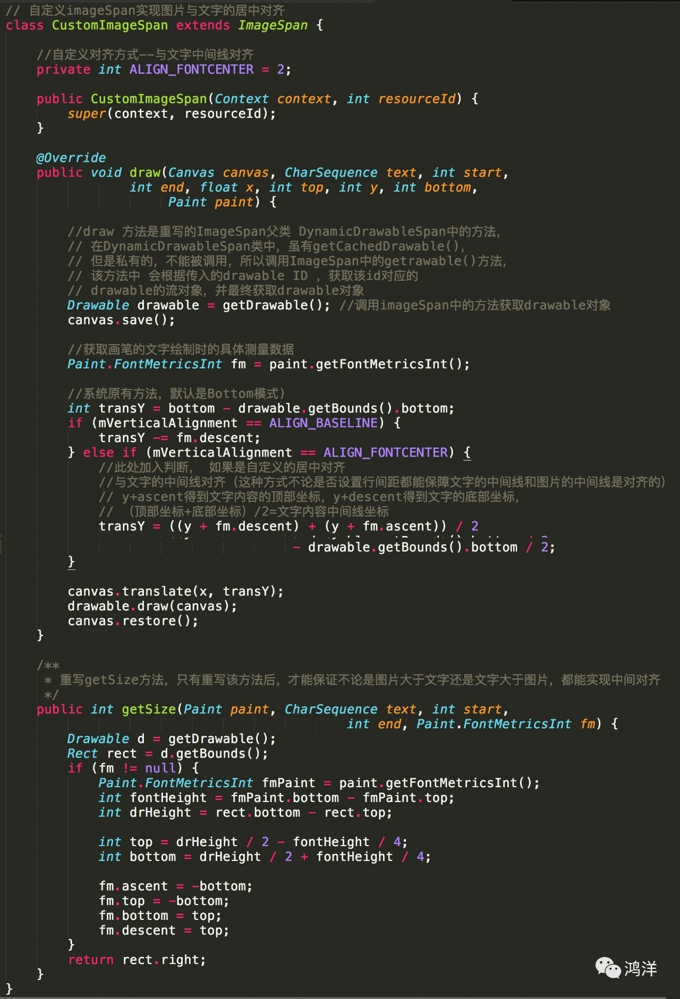 // 自定义imageSpan实现图片与文字的居中对齐
class CustomImageSpan extends ImageSpan {
//自定义对齐方式--与文字中间线对齐
private int ALIGN_FONTCENTER = 2;
public CustomImageSpan(Context context, int resourceId) {
super(context, resourceId);
}
@Override
public void draw(Canvas canvas, CharSequence text, int start,
int end, float x, int top, int y, int bottom,
Paint paint) {
//draw 方法是重写的ImageSpan父类 DynamicDrawableSpan中的方法，
// 在DynamicDrawableSpan类中，虽有getCachedDrawable()，
// 但是私有的，不能被调用，所以调用ImageSpan中的getrawable()方法，
// 该方法中 会根据传入的drawable ID ，获取该id对应的
// drawable的流对象，并最终获取drawable对象
Drawable drawable = getDrawable(); //调用imageSpan中的方法获取drawable对象
canvas.save();
//获取画笔的文字绘制时的具体测量数据
Paint.FontMetricsInt fm = paint.getFontMetricsInt();
//系统原有方法，默认是Bottom模式)
int transY = bottom - drawable.getBounds().bottom;
if (mVerticalAlignment == ALIGN_BASELINE) {
transY -= fm.descent;
} else if (mVerticalAlignment == ALIGN_FONTCENTER) {
//此处加入判断， 如果是自定义的居中对齐
//与文字的中间线对齐（这种方式不论是否设置行间距都能保障文字的中间线和图片的中间线是对齐的）
// y+ascent得到文字内容的顶部坐标，y+descent得到文字的底部坐标，
// （顶部坐标+底部坐标）/2=文字内容中间线坐标
transY = ((y + fm.descent) + (y + fm.ascent)) / 2
- drawable.getBounds().bottom / 2;
}
canvas.translate(x, transY);
drawable.draw(canvas);
canvas.restore();
}
/**
* 重写getSize方法，只有重写该方法后，才能保证不论是图片大于文字还是文字大于图片，都能实现中间对齐
*/
public int getSize(Paint paint, CharSequence text, int start,
int end, Paint.FontMetricsInt fm) {
Drawable d = getDrawable();
Rect rect = d.getBounds();
if (fm != null) {
Paint.FontMetricsInt fmPaint = paint.getFontMetricsInt();
int fontHeight = fmPaint.bottom - fmPaint.top;
int drHeight = rect.bottom - rect.top;
int top = drHeight / 2 - fontHeight / 4;
int bottom = drHeight / 2 + fontHeight / 4;
fm.ascent = -bottom;
fm.top = -bottom;
fm.bottom = top;
fm.descent = top;
}
return rect.right;
}
}
鸿洋